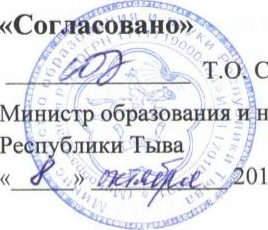 «Согласовано»
Т.О. С
Министр образования и н
Республики Тыва
« 8 » октября 201